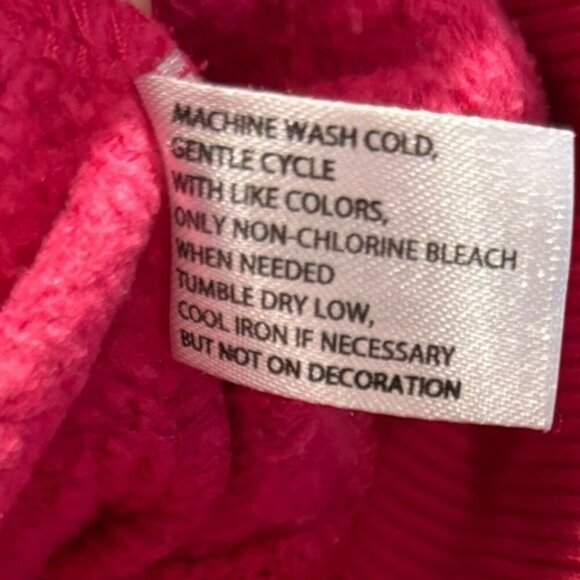 MACHINE WASH COLD,
GENTLE CYCLE
WITH LIKE COLORS,
ONLY NON-CHLORINE BLEACH
WHEN NEEDED
TUMBLE DRY LOW,
COOL IRON IF NECESSARY
BUT NOT ON DECORATION